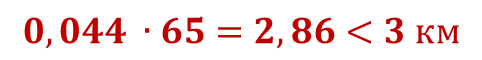 0,044 · 65 = 2,86 < 3 км